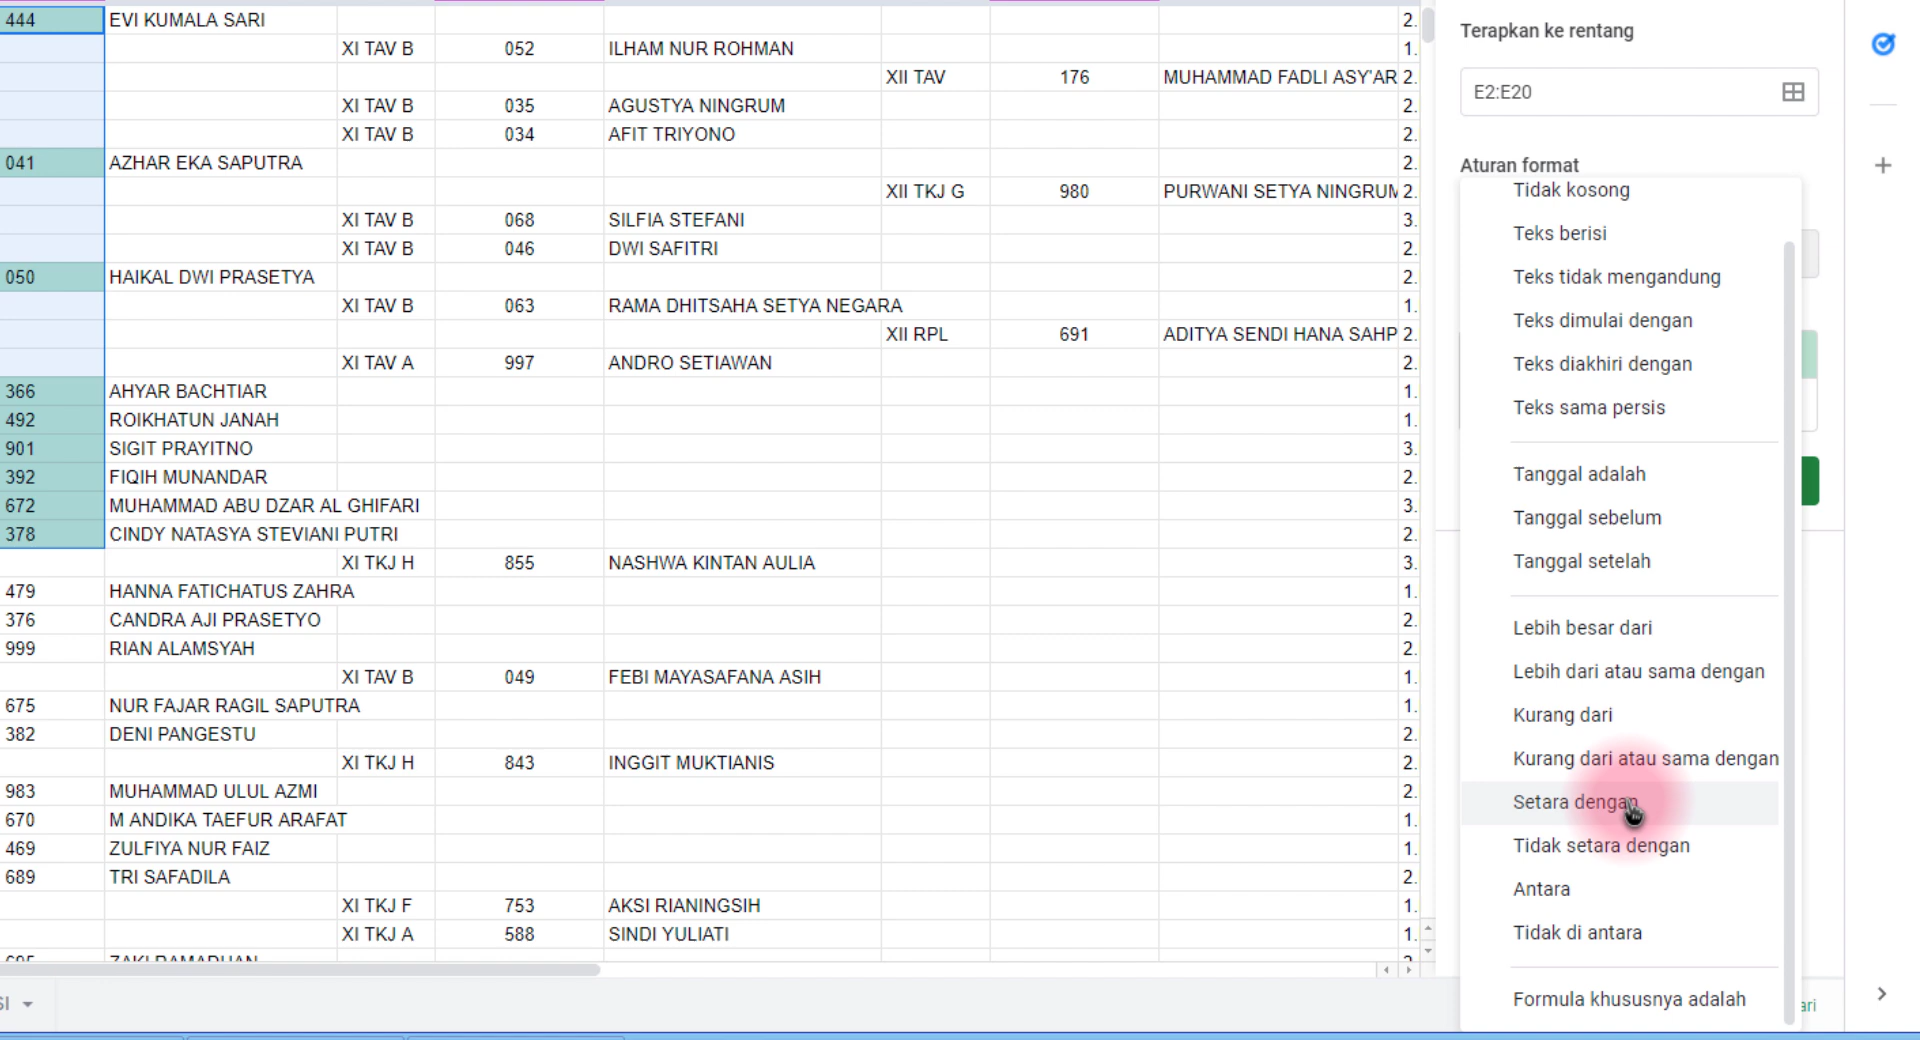 444 EVI KUMALA SARI 2.
XI TAV B 052 ILHAM NUR ROHMAN 1.
XII TAV 176 MUHAMMAD FADLI ASY'AR 2.
XI TAV B 035 AGUSTYA NINGRUM 2.
XI TAV B 034 AFIT TRIYONO 2.
041 AZHAR EKA SAPUTRA 2.
XII TKJ G 980 PURWANI SETYA NINGRUM 2.
XI TAV B 068 SILFIA STEFANI 3.
XI TAV B 046 DWI SAFITRI 2.
050 HAIKAL DWI PRASETYA 2.
XI TAV B 063 RAMA DHITSAHA SETYA NEGARA 1.
XII RPL 691 ADITYA SENDI HANA SAHP 2.
XI TAV A 997 ANDRO SETIAWAN 2.
366 AHYAR BACHTIAR 1.
492 ROIKHATUN JANAH 1.
901 SIGIT PRAYITNO 3.
392 FIQIH MUNANDAR 2.
672 MUHAMMAD ABU DZAR AL GHIFARI 3.
378 CINDY NATASYA STEVIANI PUTRI 2.
XI TKJ H 855 NASHWA KINTAN AULIA 3.
479 HANNA FATICHATUS ZAHRA 1.
376 CANDRA AJI PRASETYO 2.
999 RIAN ALAMSYAH 2.
XI TAV B 049 FEBI MAYASAFANA ASIH 1.
675 NUR FAJAR RAGIL SAPUTRA 1.
382 DENI PANGESTU 2.
XI TKJ H 843 INGGIT MUKTIANIS 2.
983 MUHAMMAD ULUL AZMI 2.
670 M ANDIKA TAEFUR ARAFAT 1.
469 ZULFIYA NUR FAIZ 1.
689 TRI SAFADILA 2.
XI TKJ F 753 AKSI RIANINGSIH 1.
XI TKJ A 588 SINDI YULIATI 1.
695 ZAKI RAMADHAN
SI
Terapkan ke rentang
E2:E20
Aturan format
Tidak kosong
Teks berisi
Teks tidak mengandung
Teks dimulai dengan
Teks diakhiri dengan
Teks sama persis
Tanggal adalah
Tanggal sebelum
Tanggal setelah
Lebih besar dari
Lebih dari atau sama dengan
Kurang dari
Kurang dari atau sama dengan
Setara dengan
Tidak setara dengan
Antara
Tidak di antara
Formula khususnya adalah
ari